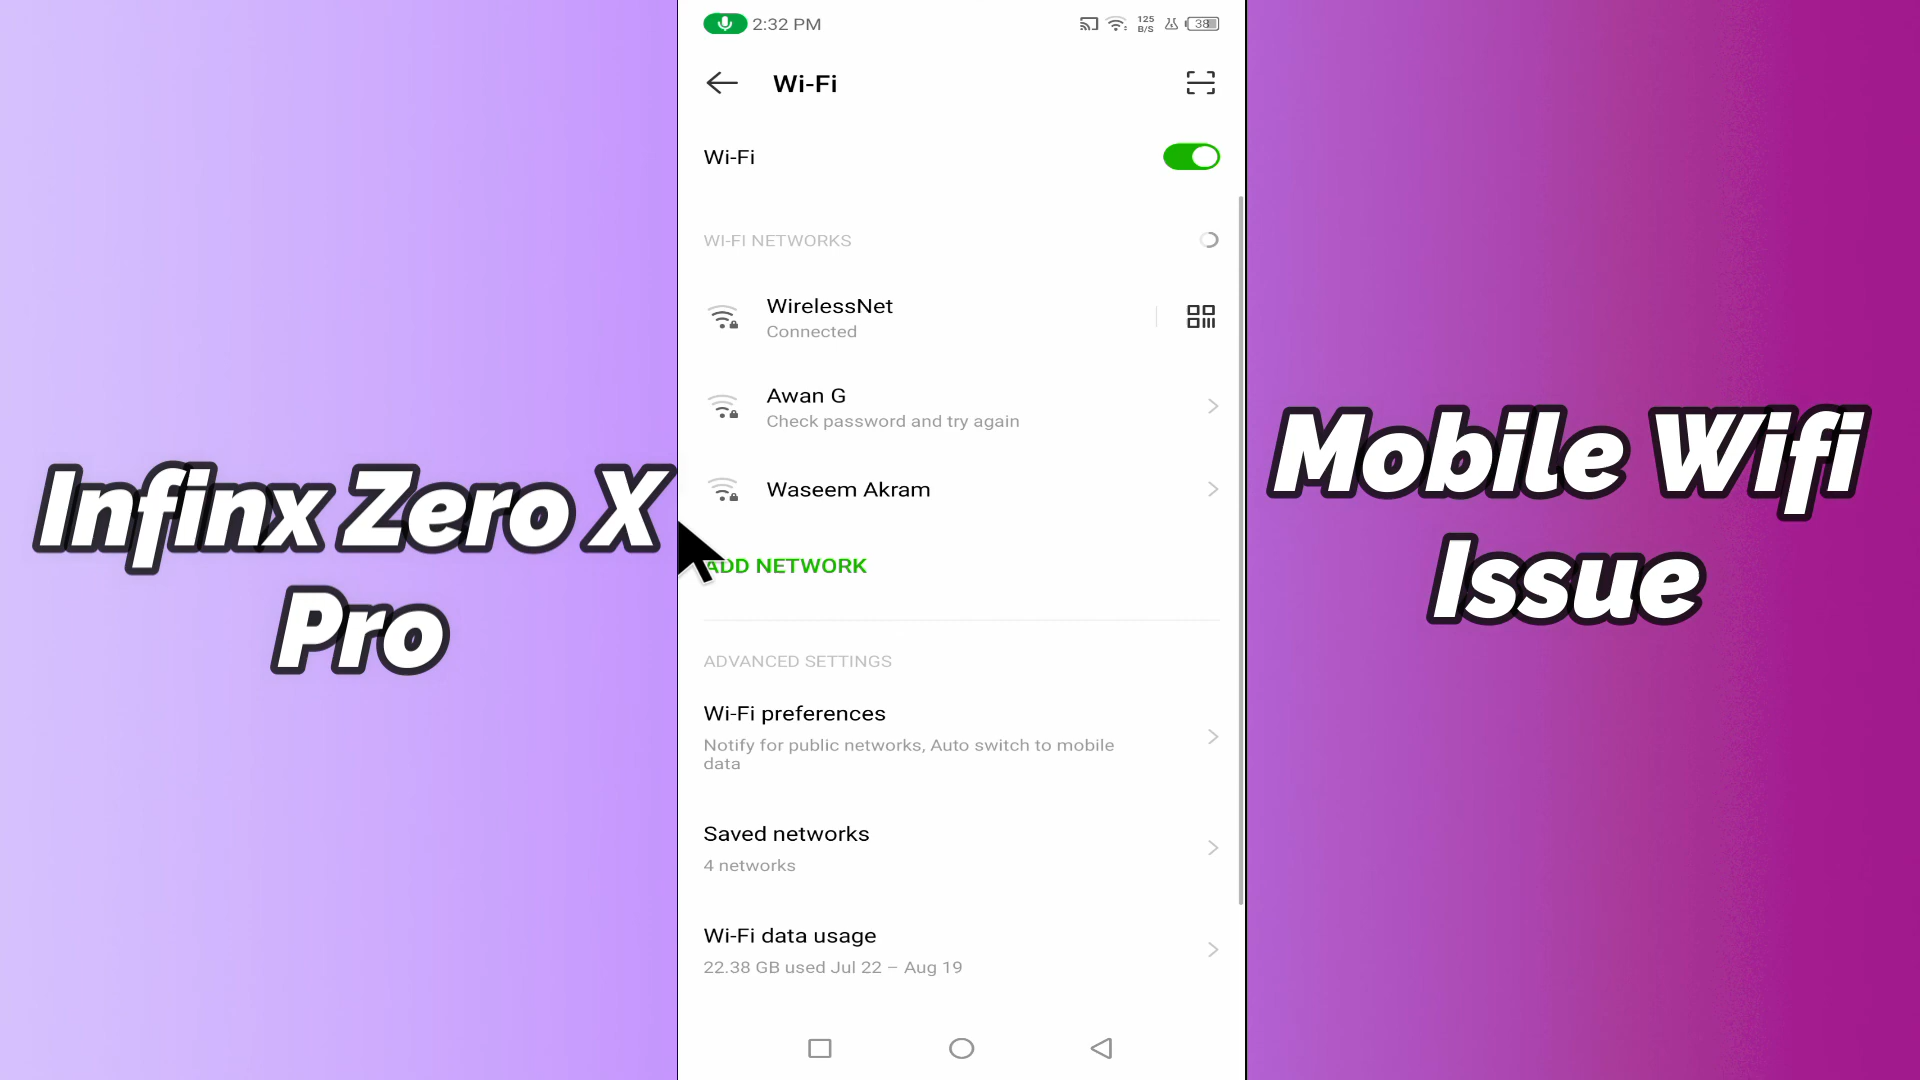 2:32 PM
125
B/S
38
Wi-Fi
Wi-Fi
WI-FI NETWORKS
WirelessNet
Connected
Awan G
Check password and try again
Waseem Akram
ADD NETWORK
ADVANCED SETTINGS
Wi-Fi preferences
Notify for public networks, Auto switch to mobile
data
Saved networks
4 networks
Wi-Fi data usage
22.38 GB used Jul 22 – Aug 19
Infinx Zero X
Pro
Mobile Wifi
Issue